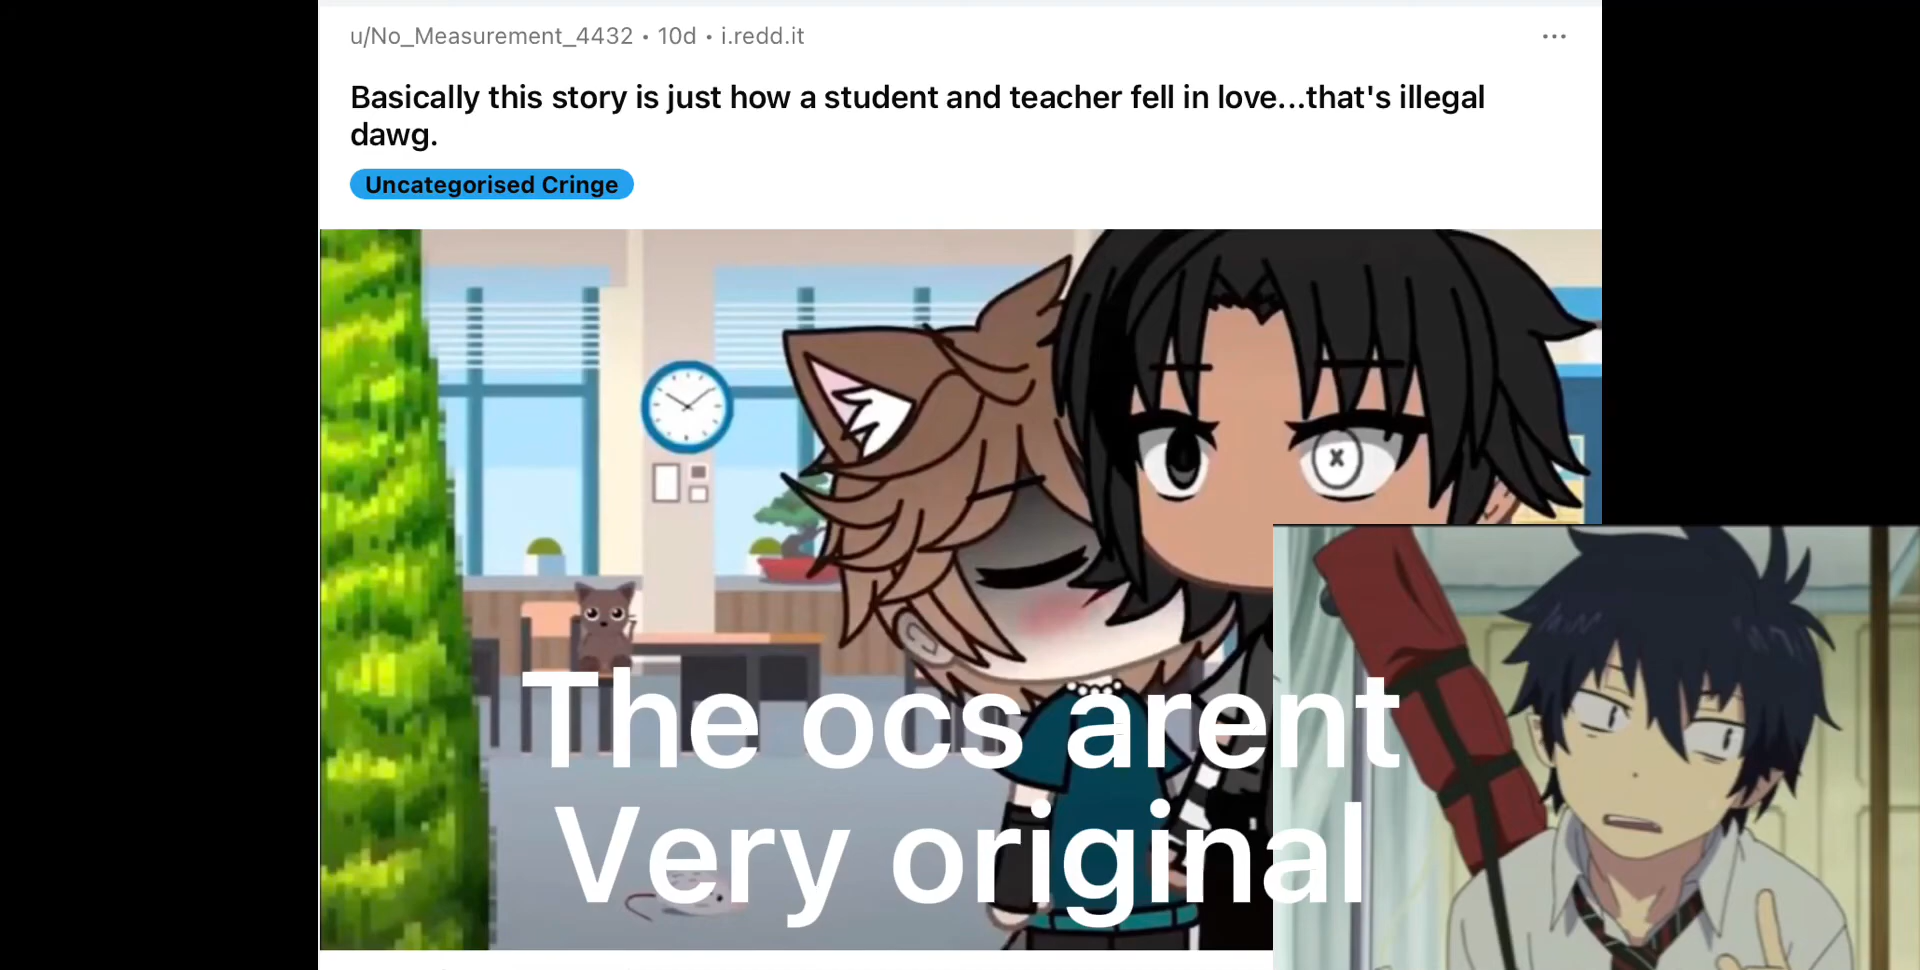 u/No_Measurement_4432 • 10d • i.redd.it
Basically this story is just how a student and teacher fell in love...that's illegal
dawg.
Uncategorised Cringe
The ocs arent
Very original